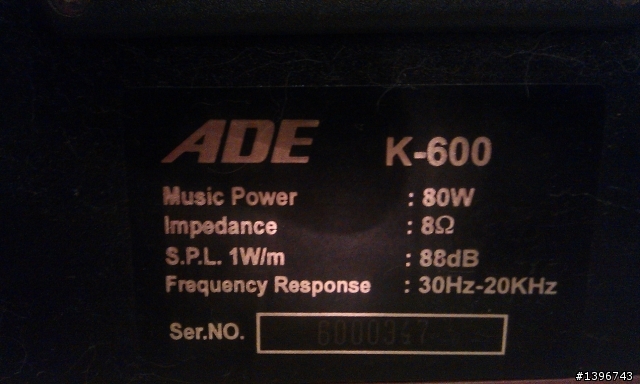 ADE K-600
Music Power : 80W
Impedance : 8Ω
S.P.L. 1W/m : 88dB
Frequency Response : 30Hz-20KHz
Ser.NO. 6000347
#1396743